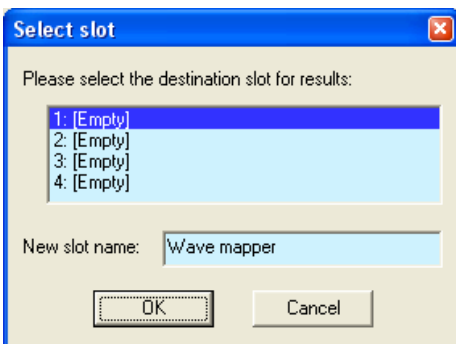 Select slot
Please select the destination slot for results:
1: [Empty]
2: [Empty]
3: [Empty]
4: [Empty]
New slot name: Wave mapper
OK Cancel